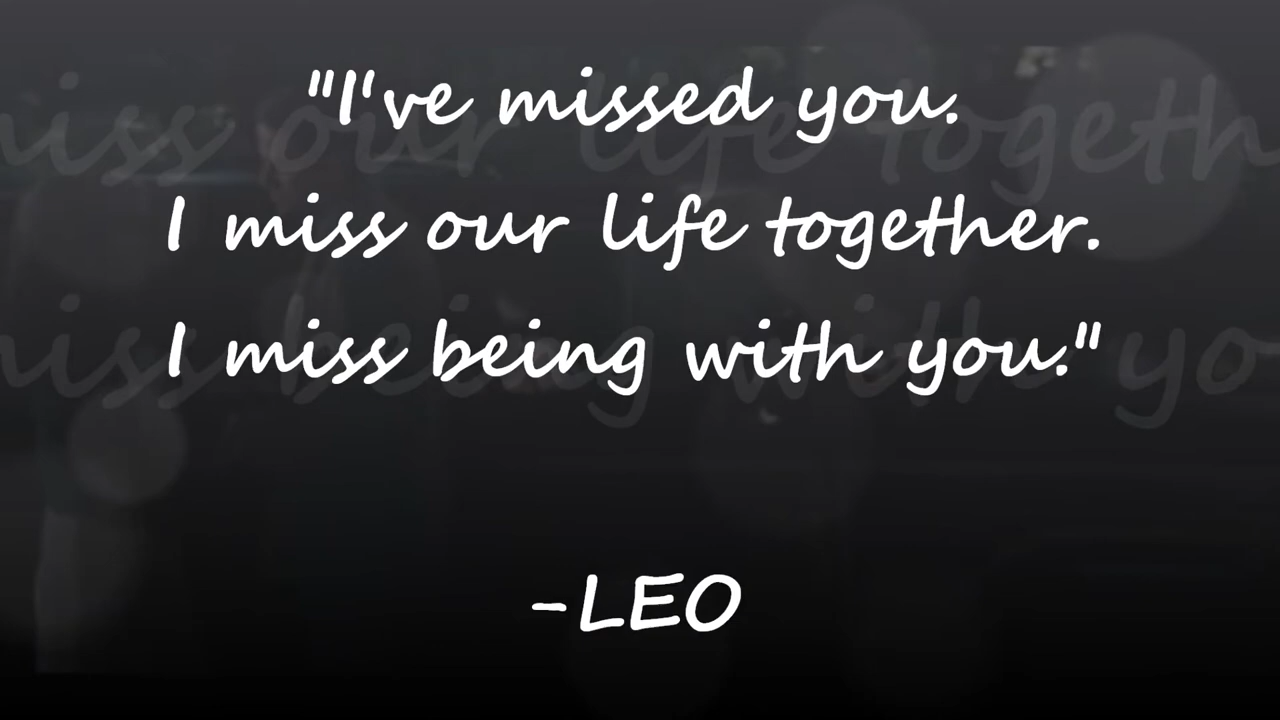 "I've missed you.
I miss our life together.
I miss being with you."
-LEO